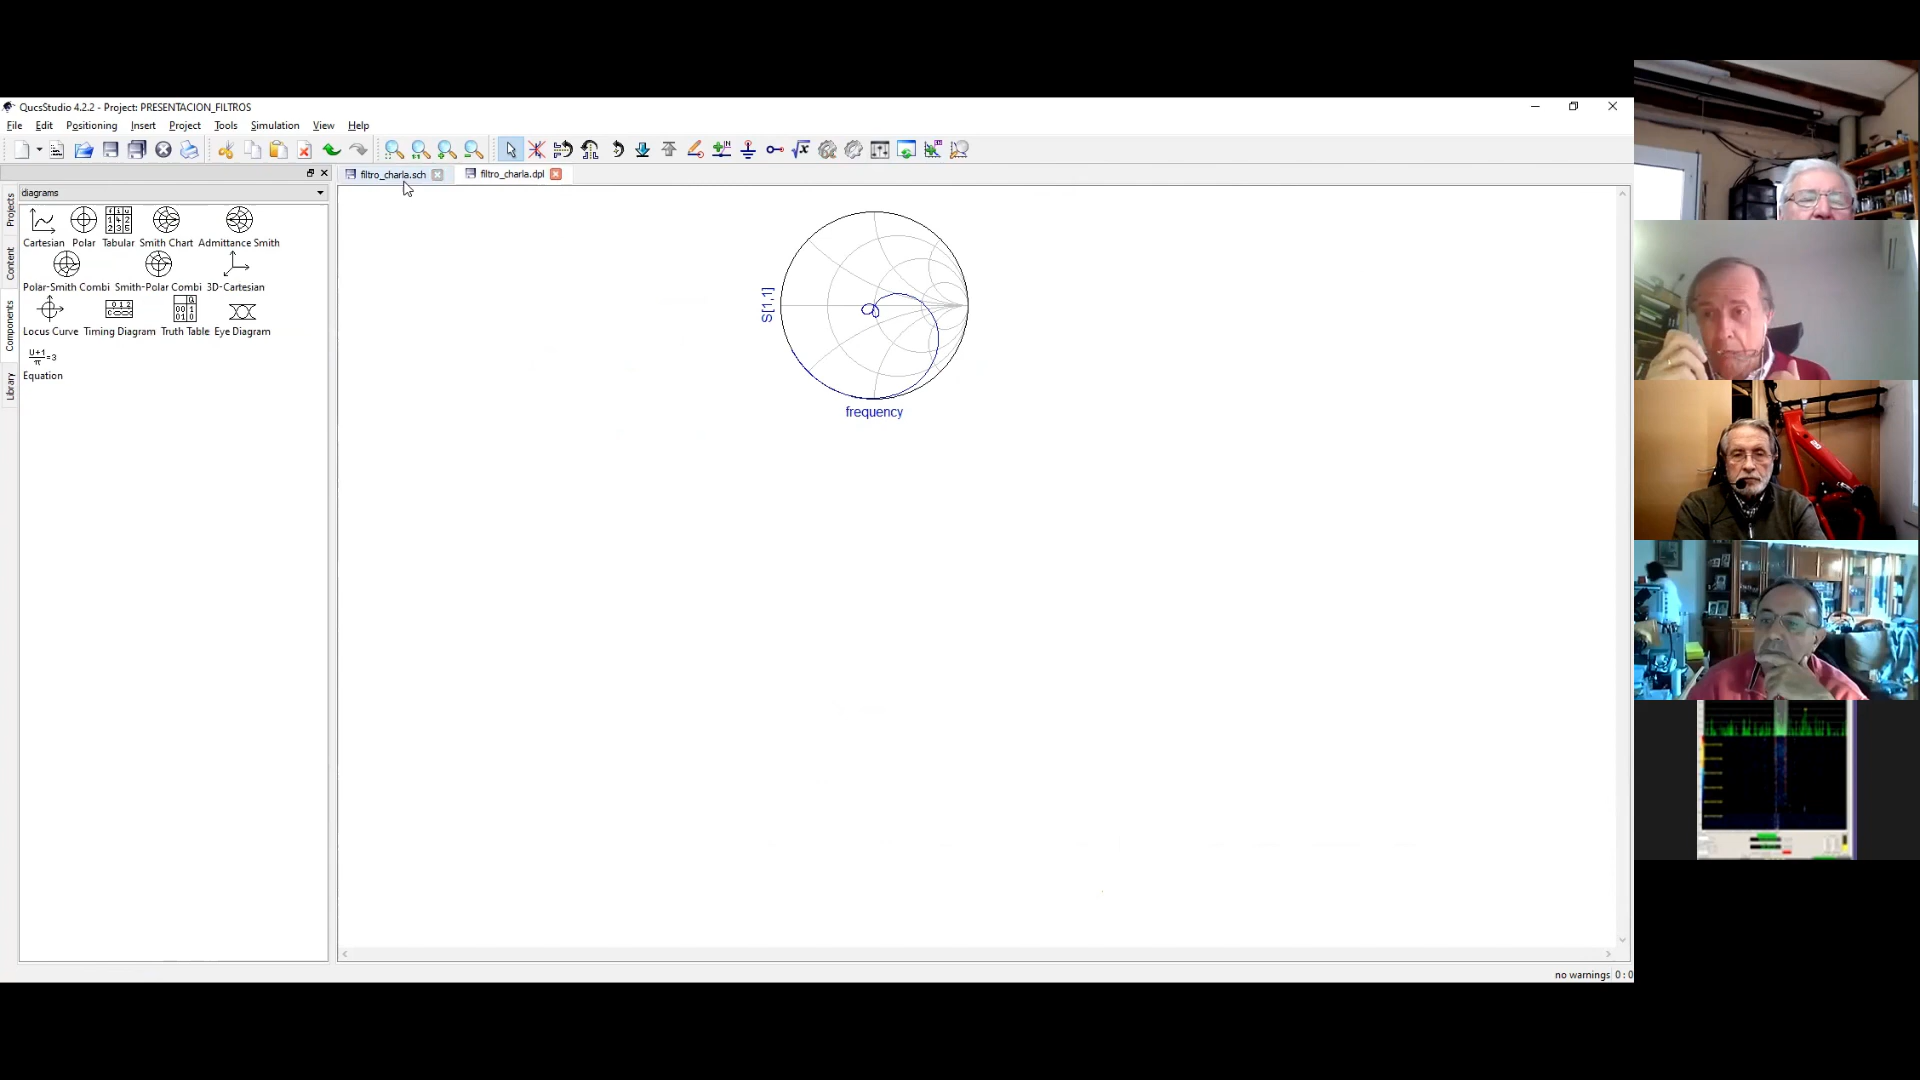 QucsStudio 4.2.2 - Project: PRESENTACION_FILTROS
File Edit Positioning Insert Project Tools Simulation View Help
filtro_charla.sch filtro_charla.dpl
diagrams
Projects
Content
Components
Library
Cartesian Polar Tabular Smith Chart Admittance Smith
Polar-Smith Combi Smith-Polar Combi 3D-Cartesian
Locus Curve Timing Diagram Truth Table Eye Diagram
Equation
S[1,1]
frequency
no warnings 0 : 0